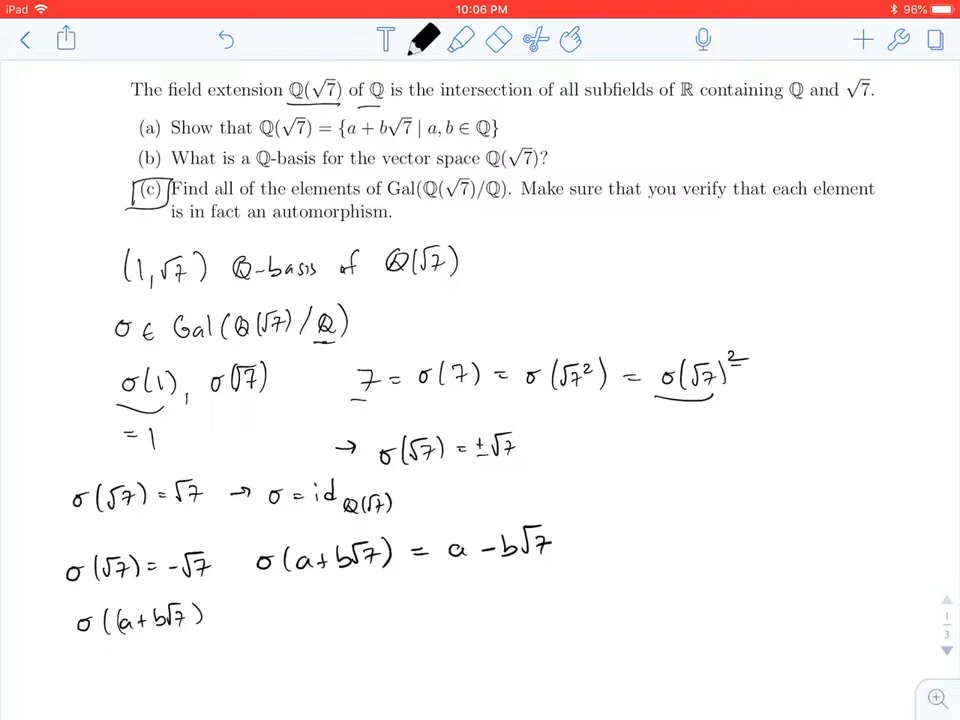 iPad 10:06 PM 96%
T
The field extension ℚ(√7) of ℚ is the intersection of all subfields of ℝ containing ℚ and √7.
(a) Show that ℚ(√7) = {a + b√7 | a, b ∈ ℚ}
(b) What is a ℚ-basis for the vector space ℚ(√7)?
(c) Find all of the elements of Gal(ℚ(√7)/ℚ). Make sure that you verify that each element
is in fact an automorphism.
(1,√7) ℚ-basis of ℚ(√7)
σ ∈ Gal(ℚ(√7)/ℚ)
σ(1), σ(√7) 7 = σ(7) = σ(√7²) = σ(√7)²
= 1 → σ(√7) = ±√7
σ(√7) = √7 → σ = id ℚ(√7)
σ(√7) = -√7 σ(a+b√7) = a - b√7
σ((a+b√7)
1
3